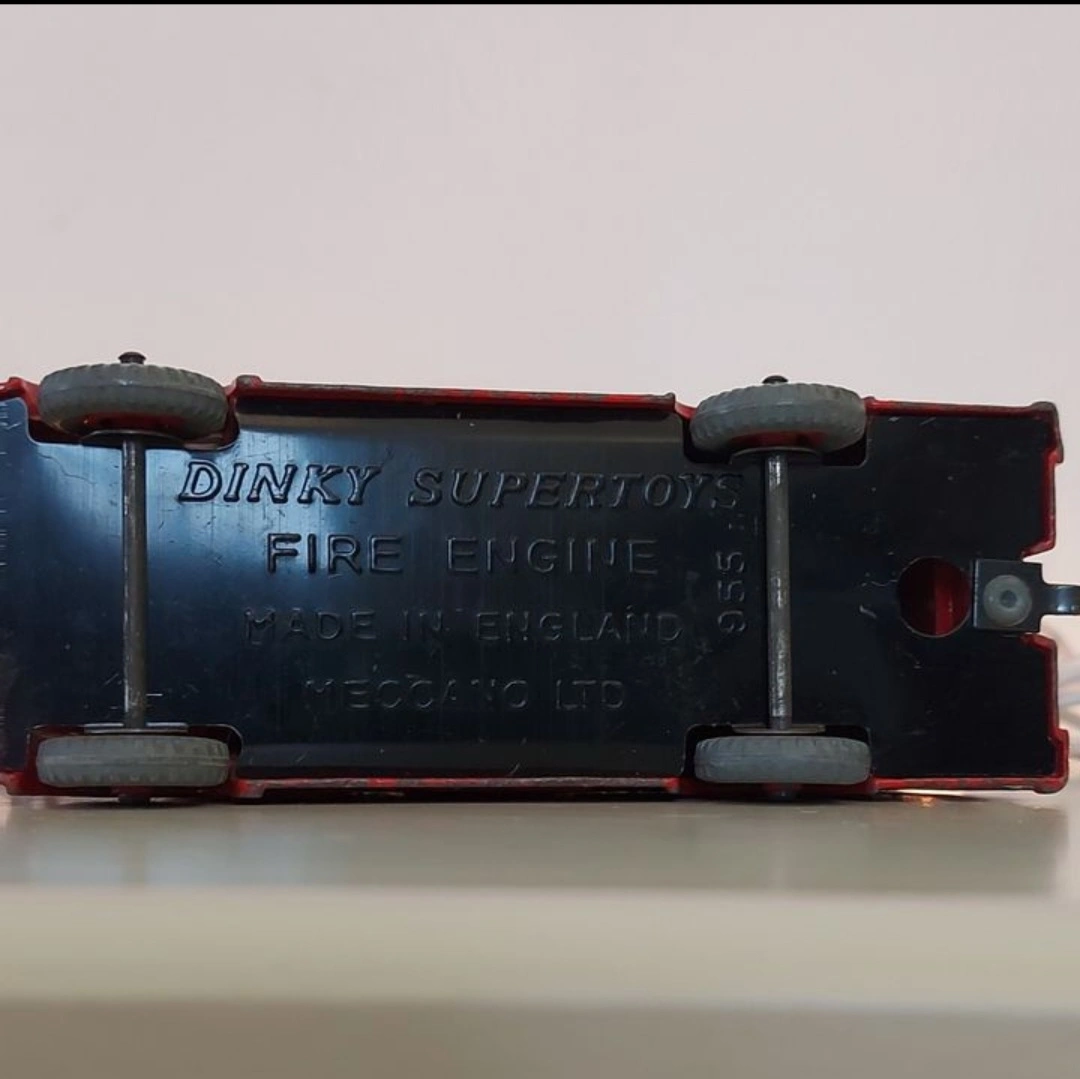 DINKY SUPERTOYS
FIRE ENGINE
MADE IN ENGLAND
MECCANO LTD
955